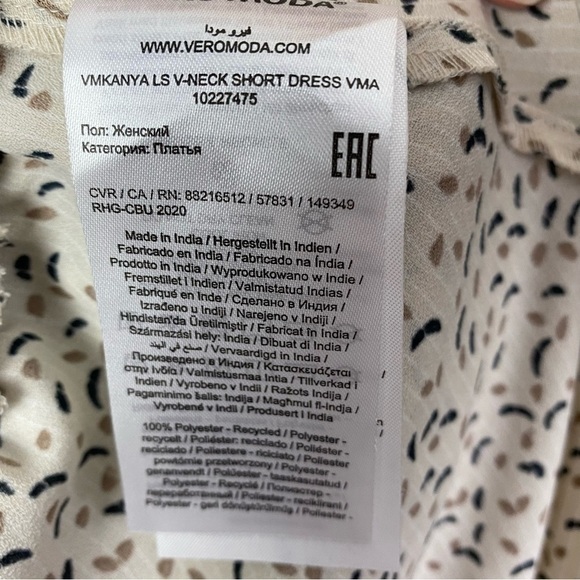 VERO MODA®
فيرو مودا
WWW.VEROMODA.COM
VMKANYA LS V-NECK SHORT DRESS VMA
10227475
Пол: Женский
Категория: Платья
EAC
CVR / CA / RN: 88216512 / 57831 / 149349
RHG-CBU 2020
Made in India / Hergestellt in Indien /
Fabricado en India / Fabricado na Índia /
Prodotto in India / Wyprodukowano w Indie /
Fremstillet i Indien / Valmistatud Indias /
Fabriqué en Inde / Сделано в Индия /
Izrađeno u Indiji / Narejeno v Indiji /
Hindistan'da Üretilmiştir / Fabricat în India /
Származási hely: India / Dibuat di India /
صنع في الهند / Vervaardigd in India /
Произведено в Индия / Κατασκευάζεται
στην Ινδία / Valmistusmaa Intia / Tillverkad i
Indien / Vyrobeno v Indii / Ražots Indijā /
Pagaminimo šalis: Indija / Magħmul fl-Indja /
Vyrobené v Indii / Produsert i India
100% Polyester - Recycled / Polyester -
recycelt / Poliéster: reciclado / Poliéster -
reciclado / Poliestere - riciclato / Poliester
powtórnie przetworzony / Polyester -
genanvendt / Polüester - taaskasutatud /
Polyester - Recyclé / Полиэстер -
переработанный / Poliester - reciklirani /
Polyester - geri dönüştürülmüş / Poliester